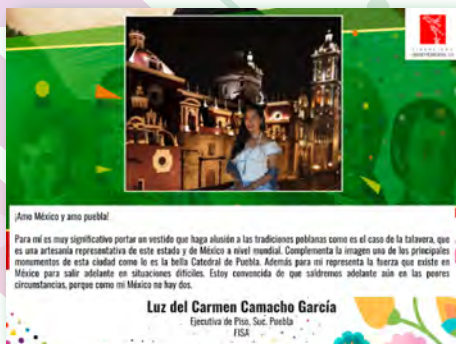 ¡Amo México y amo puebla!
Para mí es muy significativo portar un vestido que haga alusión a las tradiciones poblanas como es el caso de la talavera, que
es una artesanía representativa de este estado y de México a nivel mundial. Complementa la imagen uno de los principales
monumentos de esta ciudad como lo es la bella Catedral de Puebla. Además para mi representa la fuerza que existe en
México para salir adelante en situaciones difíciles. Estoy convencida de que saldremos adelante aún en las peores
circunstancias, porque como mi México no hay dos.
Luz del Carmen Camacho García
Ejecutiva de Piso, Suc. Puebla
FISA